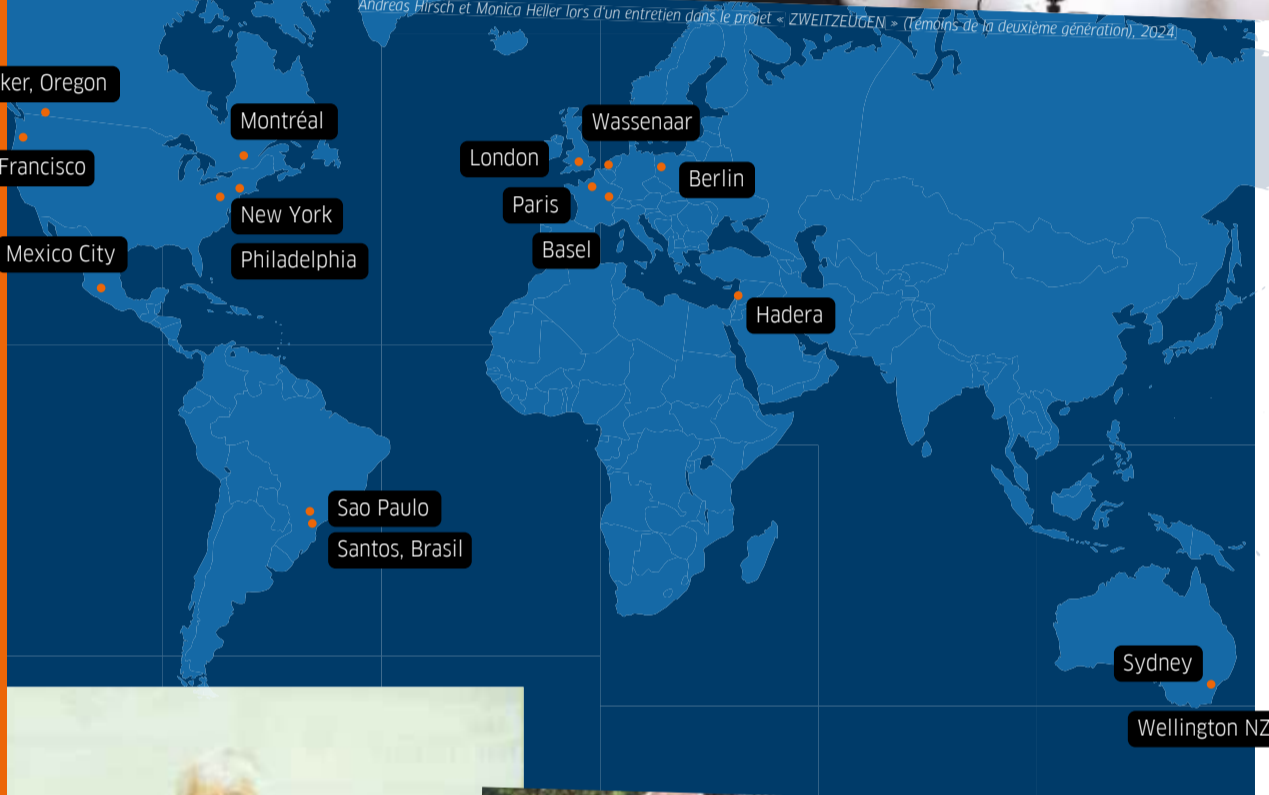 Andreas Hirsch et Monica Heller lors d'un entretien dans le projet « ZWEITZEUGEN » (Témoins de la deuxième génération), 2024
ker, Oregon
Montréal
Wassenaar
London
Francisco
Berlin
Paris
New York
Mexico City
Basel
Philadelphia
Hadera
Sao Paulo
Santos, Brasil
Sydney
Wellington NZ